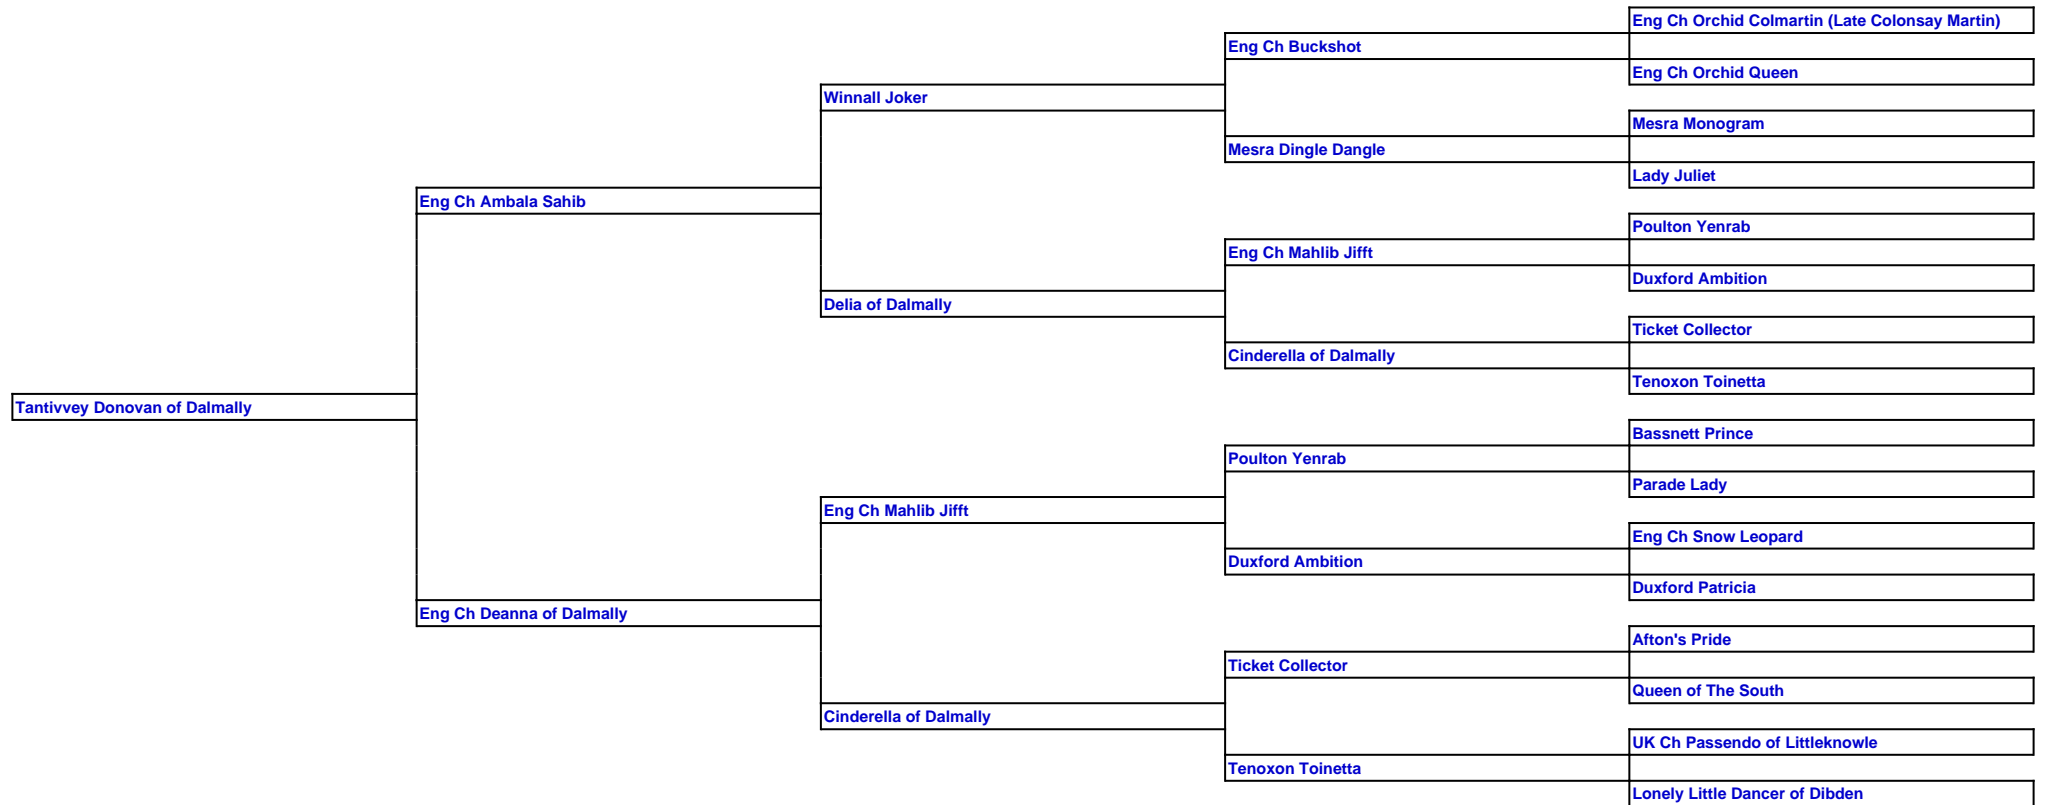 Eng Ch Orchid Colmartin (Late Colonsay Martin)
Eng Ch Buckshot
Eng Ch Orchid Queen
Winnall Joker
Mesra Monogram
Mesra Dingle Dangle
Lady Juliet
Eng Ch Ambala Sahib
Poulton Yenrab
Eng Ch Mahlib Jifft
Duxford Ambition
Delia of Dalmally
Ticket Collector
Cinderella of Dalmally
Tenoxon Toinetta
Tantivvey Donovan of Dalmally
Bassnett Prince
Poulton Yenrab
Parade Lady
Eng Ch Mahlib Jifft
Eng Ch Snow Leopard
Duxford Ambition
Duxford Patricia
Eng Ch Deanna of Dalmally
Afton's Pride
Ticket Collector
Queen of The South
Cinderella of Dalmally
UK Ch Passendo of Littleknowle
Tenoxon Toinetta
Lonely Little Dancer of Dibden